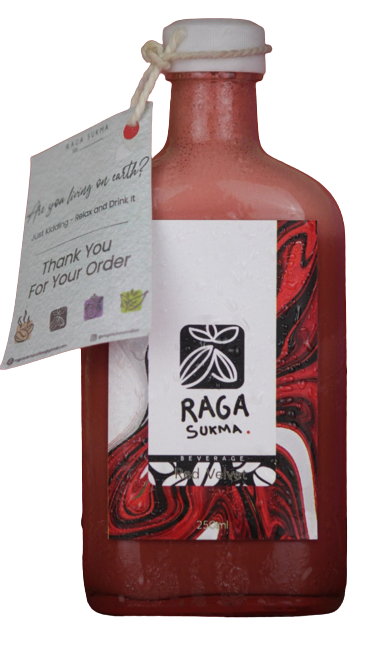 RAGA SUKMA
Are you living on earth?
Just Kidding - Relax and Drink It
Thank You
For Your Order
RAGA
SUKMA.
BEVERAGE
Red Velvet
250ml